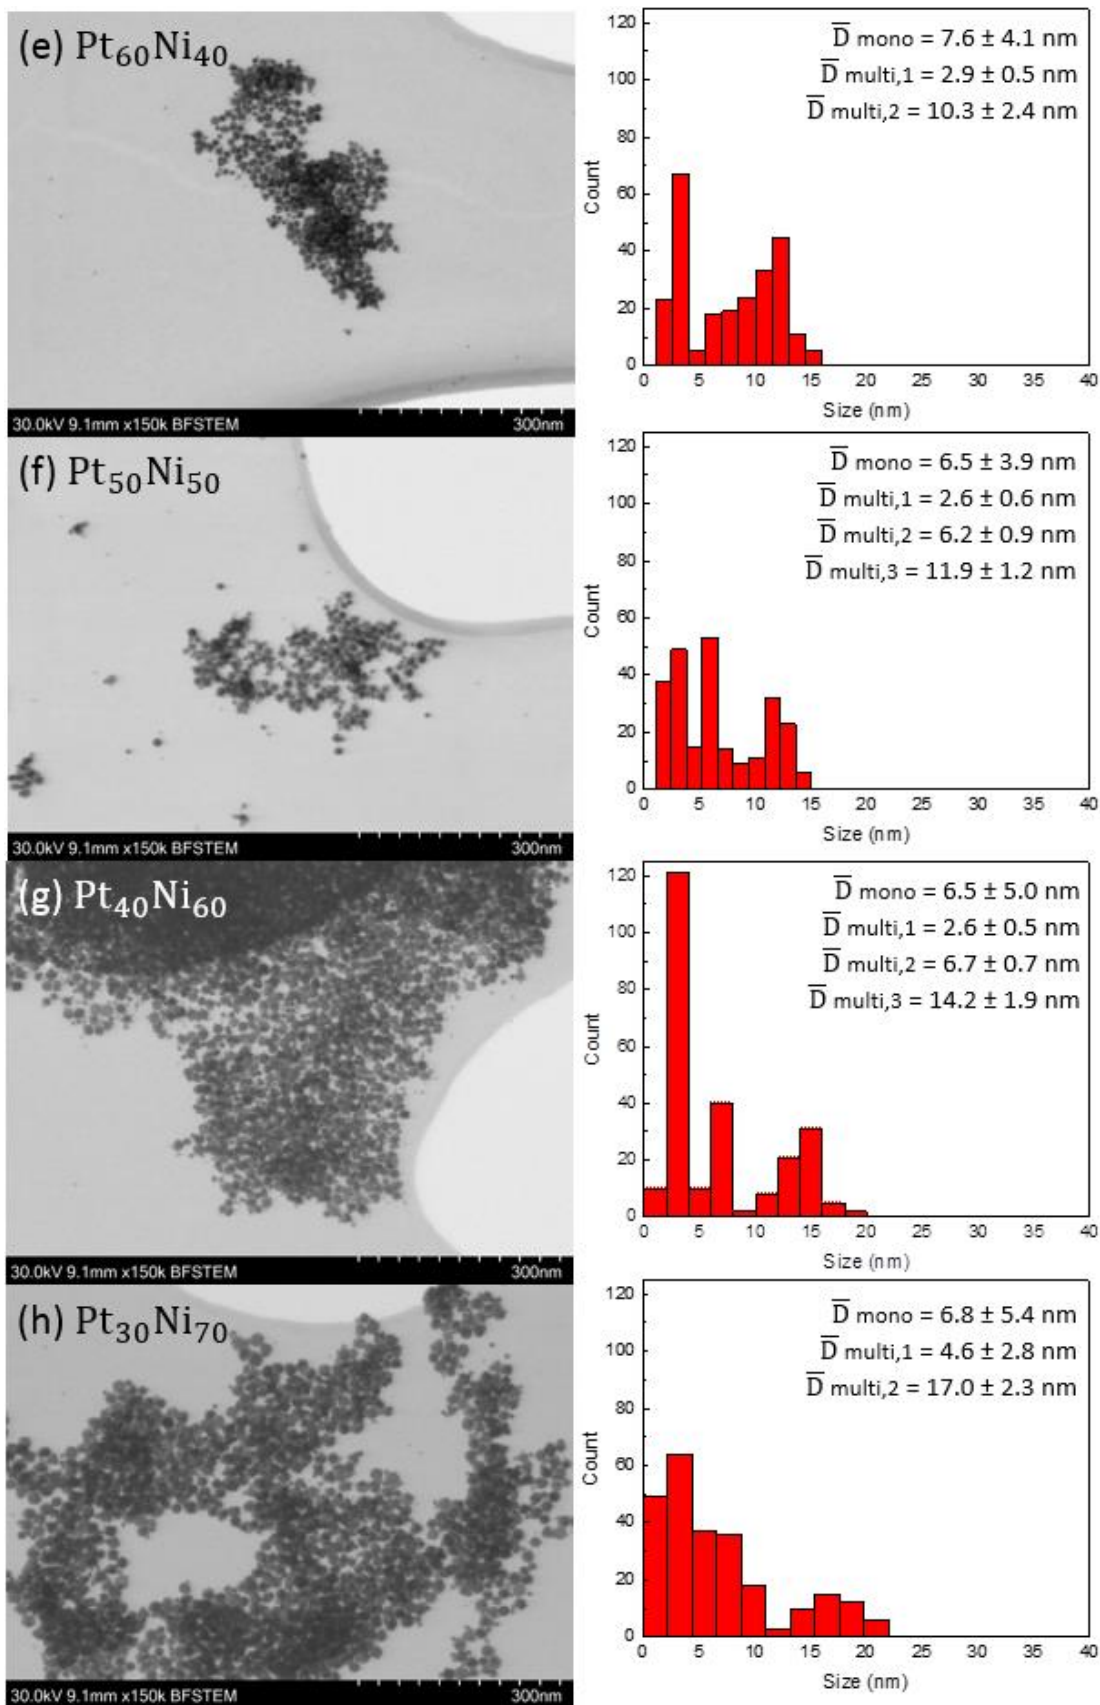 (e) Pt₆₀Ni₄₀
30.0kV 9.1mm x150k BFSTEM 300nm
120
100
80
60
40
20
0
Count
D̅ mono = 7.6 ± 4.1 nm
D̅ multi,1 = 2.9 ± 0.5 nm
D̅ multi,2 = 10.3 ± 2.4 nm
0 5 10 15 20 25 30 35 40
Size (nm)
(f) Pt₅₀Ni₅₀
30.0kV 9.1mm x150k BFSTEM 300nm
120
100
80
60
40
20
0
Count
D̅ mono = 6.5 ± 3.9 nm
D̅ multi,1 = 2.6 ± 0.6 nm
D̅ multi,2 = 6.2 ± 0.9 nm
D̅ multi,3 = 11.9 ± 1.2 nm
0 5 10 15 20 25 30 35 40
Size (nm)
(g) Pt₄₀Ni₆₀
30.0kV 9.1mm x150k BFSTEM 300nm
120
100
80
60
40
20
0
Count
D̅ mono = 6.5 ± 5.0 nm
D̅ multi,1 = 2.6 ± 0.5 nm
D̅ multi,2 = 6.7 ± 0.7 nm
D̅ multi,3 = 14.2 ± 1.9 nm
0 5 10 15 20 25 30 35 40
Size (nm)
(h) Pt₃₀Ni₇₀
30.0kV 9.1mm x150k BFSTEM 300nm
120
100
80
60
40
20
0
Count
D̅ mono = 6.8 ± 5.4 nm
D̅ multi,1 = 4.6 ± 2.8 nm
D̅ multi,2 = 17.0 ± 2.3 nm
0 5 10 15 20 25 30 35 40
Size (nm)